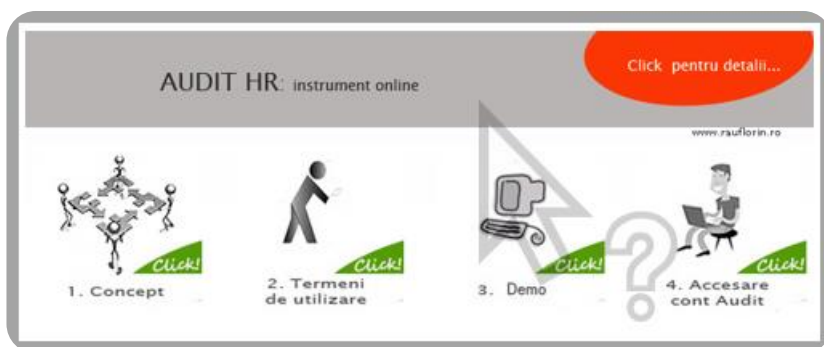 AUDIT HR: instrument online
Click pentru detalii...
www.rauflorin.ro
Click!
1. Concept
Click!
2. Termeni
de utilizare
Click!
3. Demo
Click!
4. Accesare
cont Audit
?